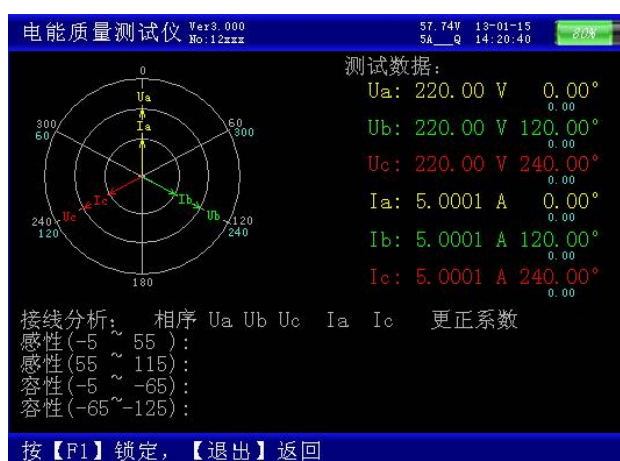 电能质量测试仪 Ver3.000 57.74V 13-01-15 80%
No:12xxx 5A__Q 14:20:40
测试数据:
0
Ua
Ia
300 60
60 300
Ic
Uc
Ib
Ub
240 120
120 240
180
Ua: 220.00 V 0.00°
0.00
Ub: 220.00 V 120.00°
0.00
Uc: 220.00 V 240.00°
0.00
Ia: 5.0001 A 0.00°
0.00
Ib: 5.0001 A 120.00°
0.00
Ic: 5.0001 A 240.00°
0.00
接线分析: 相序 Ua Ub Uc Ia Ic 更正系数
感性(-5 ~ 55 ):
感性(55 ~ 115):
容性(-5 ~ -65):
容性(-65~-125):
按【F1】锁定，【退出】返回